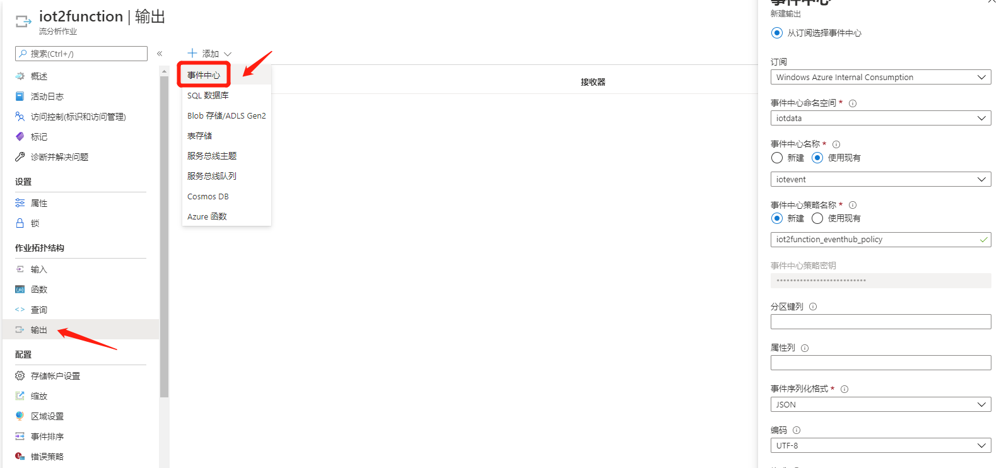 iot2function | 输出
流分析作业
搜索(Ctrl+/)
«
概述
活动日志
访问控制(标识和访问管理)
标记
诊断并解决问题
设置
属性
锁
作业拓扑结构
输入
函数
查询
输出
配置
存储帐户设置
缩放
区域设置
事件排序
错误策略
添加
事件中心
SQL 数据库
Blob 存储/ADLS Gen2
表存储
服务总线主题
服务总线队列
Cosmos DB
Azure 函数
接收器
事件中心
新建输出
从订阅选择事件中心
订阅
Windows Azure Internal Consumption
事件中心命名空间 *
iotdata
事件中心名称 *
新建 使用现有
iotevent
事件中心策略名称 *
新建 使用现有
iot2function_eventhub_policy
事件中心策略密钥
•••••••••••••••••••••••••••
分区键列
属性列
事件序列化格式 *
JSON
编码
UTF-8